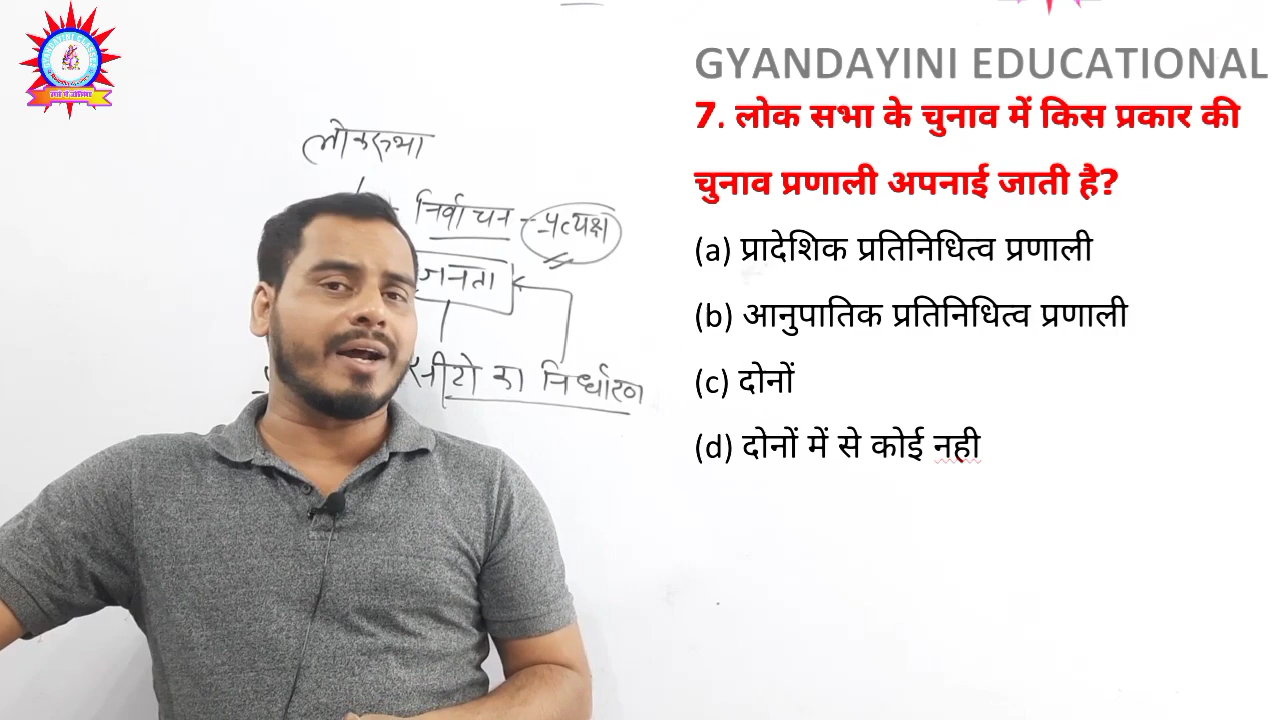 GYANDAYINI EDUCATIONAL
7. लोक सभा के चुनाव में किस प्रकार की
चुनाव प्रणाली अपनाई जाती है?
(a) प्रादेशिक प्रतिनिधित्व प्रणाली
(b) आनुपातिक प्रतिनिधित्व प्रणाली
(c) दोनों
(d) दोनों में से कोई नही
लोकसभा
निर्वाचन - प्रत्यक्ष
जनता
सीटो का निर्धारण